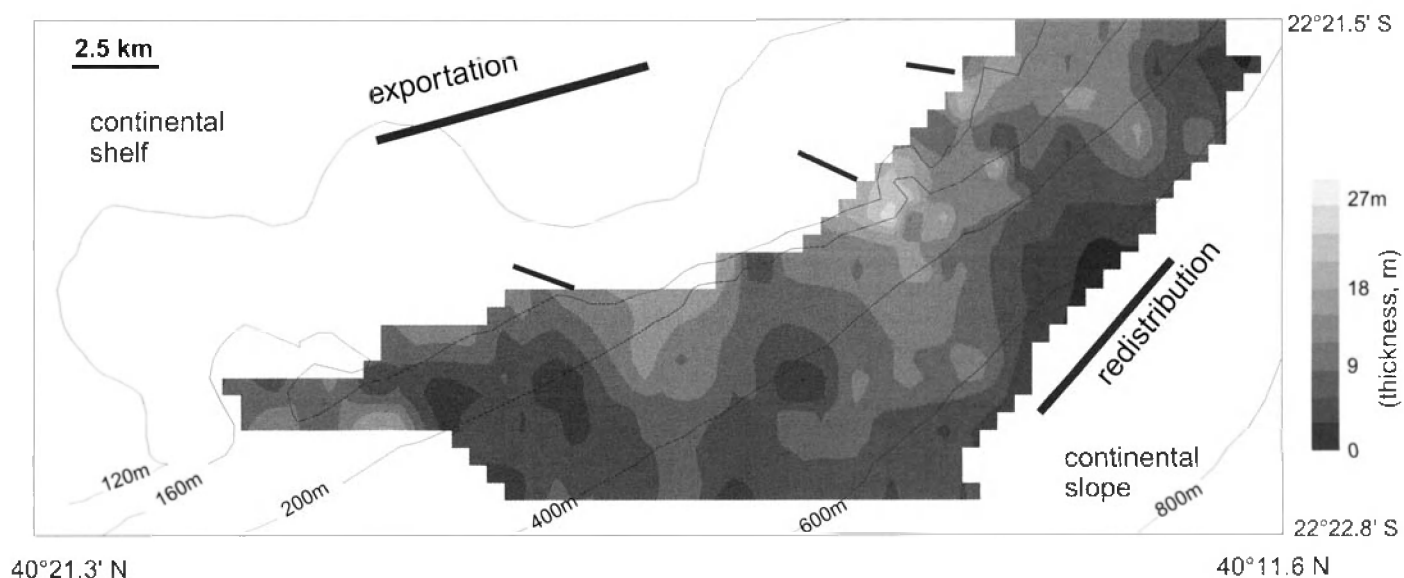 22°21.5' S
2.5 km
exportation
continental
shelf
27m
18
9
0
(thickness, m)
redistribution
continental
slope
120m
160m
200m
400m
600m
800m
22°22.8' S
40°21.3' N
40°11.6 N